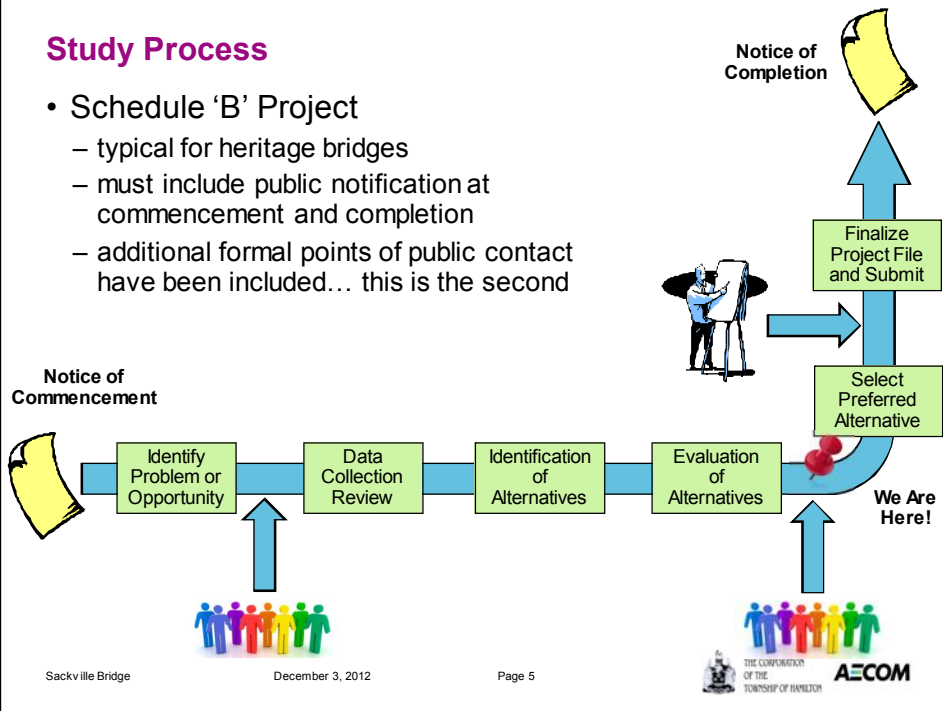 Study Process
• Schedule ‘B’ Project
– typical for heritage bridges
– must include public notification at
commencement and completion
– additional formal points of public contact
have been included… this is the second
Notice of
Completion
Finalize
Project File
and Submit
Select
Preferred
Alternative
Notice of
Commencement
Identify
Problem or
Opportunity
Data
Collection
Review
Identification
of
Alternatives
Evaluation
of
Alternatives
We Are
Here!
Sackville Bridge
December 3, 2012
Page 5
THE CORPORATION
OF THE
TOWNSHIP OF HAMILTON
AECOM